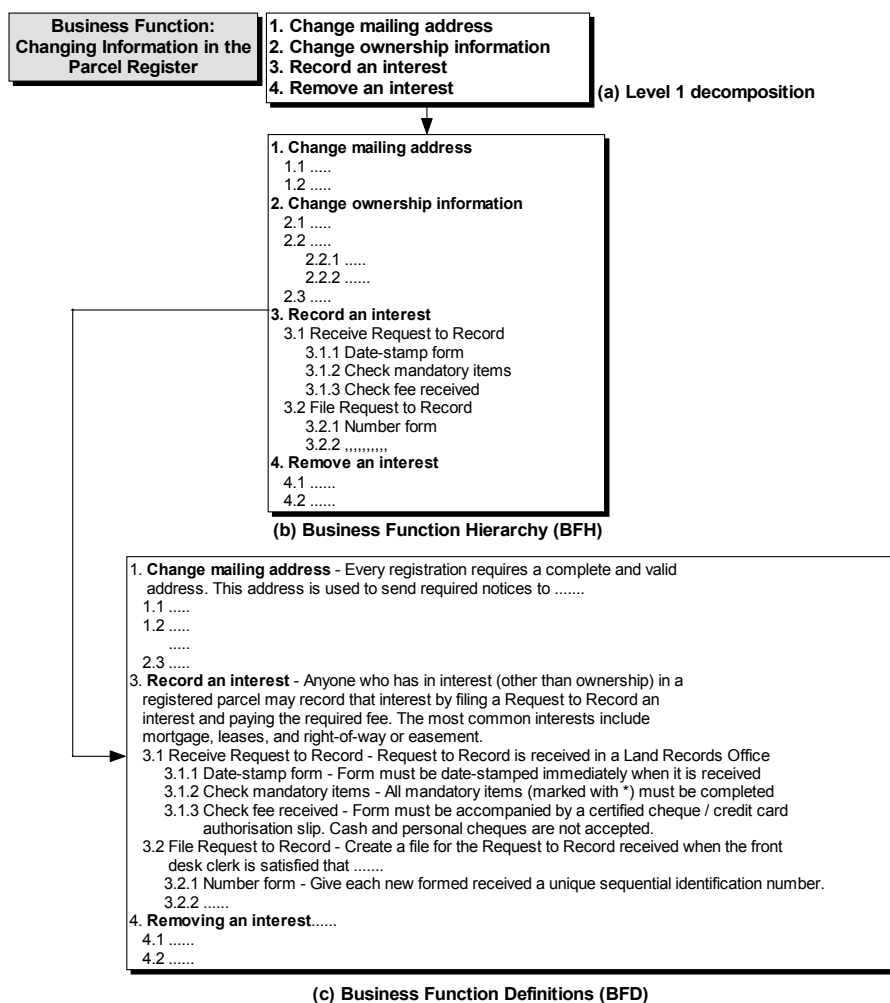 Business Function:
Changing Information in the
Parcel Register
1. Change mailing address
2. Change ownership information
3. Record an interest
4. Remove an interest
(a) Level 1 decomposition
1. Change mailing address
1.1 .....
1.2 .....
2. Change ownership information
2.1 .....
2.2 .....
2.2.1 .....
2.2.2 ......
2.3 .....
3. Record an interest
3.1 Receive Request to Record
3.1.1 Date-stamp form
3.1.2 Check mandatory items
3.1.3 Check fee received
3.2 File Request to Record
3.2.1 Number form
3.2.2 ,,,,,,,,,,
4. Remove an interest
4.1 ......
4.2 ......
(b) Business Function Hierarchy (BFH)
1. Change mailing address - Every registration requires a complete and valid
address. This address is used to send required notices to .......
1.1 .....
1.2 .....
.....
2.3 .....
3. Record an interest - Anyone who has in interest (other than ownership) in a
registered parcel may record that interest by filing a Request to Record an
interest and paying the required fee. The most common interests include
mortgage, leases, and right-of-way or easement.
3.1 Receive Request to Record - Request to Record is received in a Land Records Office
3.1.1 Date-stamp form - Form must be date-stamped immediately when it is received
3.1.2 Check mandatory items - All mandatory items (marked with *) must be completed
3.1.3 Check fee received - Form must be accompanied by a certified cheque / credit card
authorisation slip. Cash and personal cheques are not accepted.
3.2 File Request to Record - Create a file for the Request to Record received when the front
desk clerk is satisfied that .......
3.2.1 Number form - Give each new formed received a unique sequential identification number.
3.2.2 ......
4. Removing an interest......
4.1 ......
4.2 ......
(c) Business Function Definitions (BFD)